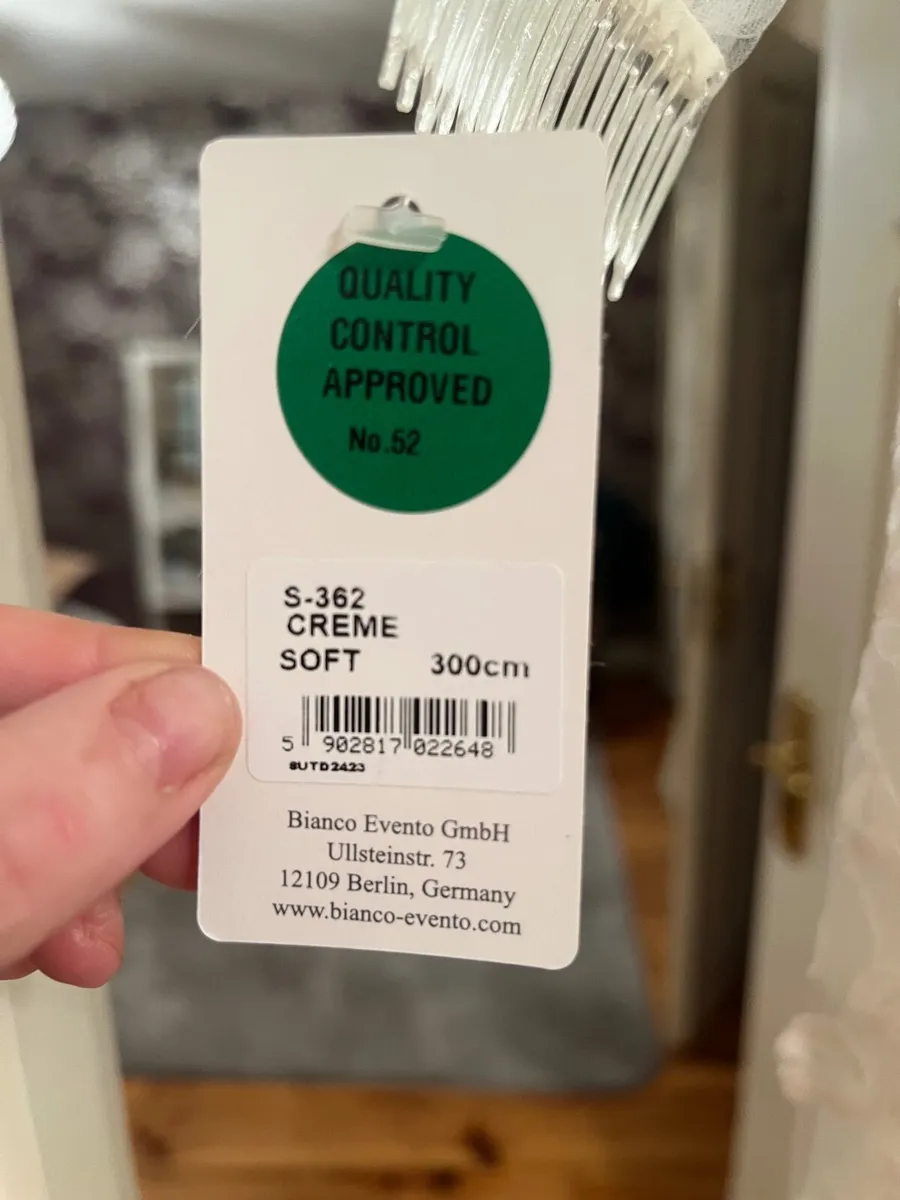 QUALITY
CONTROL
APPROVED
No.52
S-362
CREME
SOFT 300cm
5 902817 022648
8UTD2423
Bianco Evento GmbH
Ullsteinstr. 73
12109 Berlin, Germany
www.bianco-evento.com